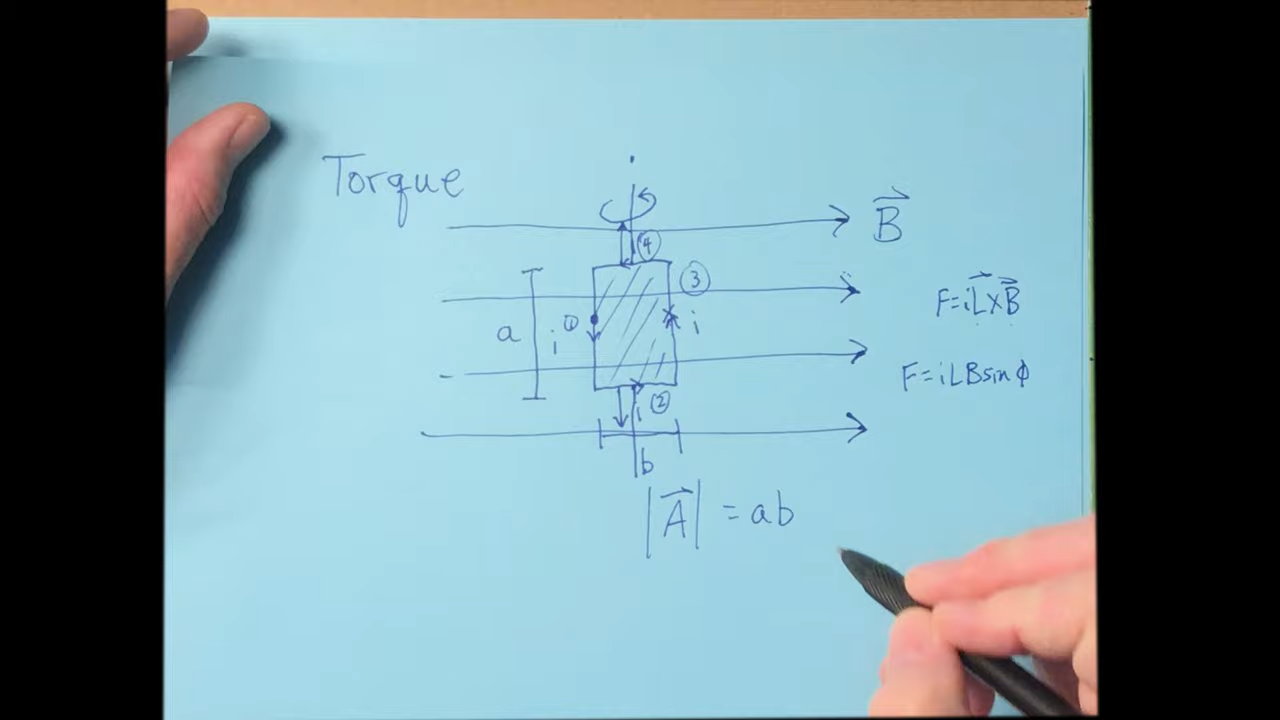 Torque
B⃗
④
③
a
i
①
i
F=iL⃗×B⃗
F=iLBsinϕ
i
②
b
|A⃗| = ab